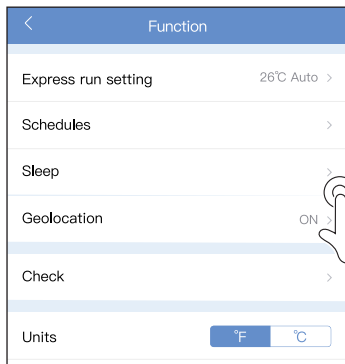 Function
Express run setting 26℃ Auto
Schedules
Sleep
Geolocation ON
Check
Units °F ℃